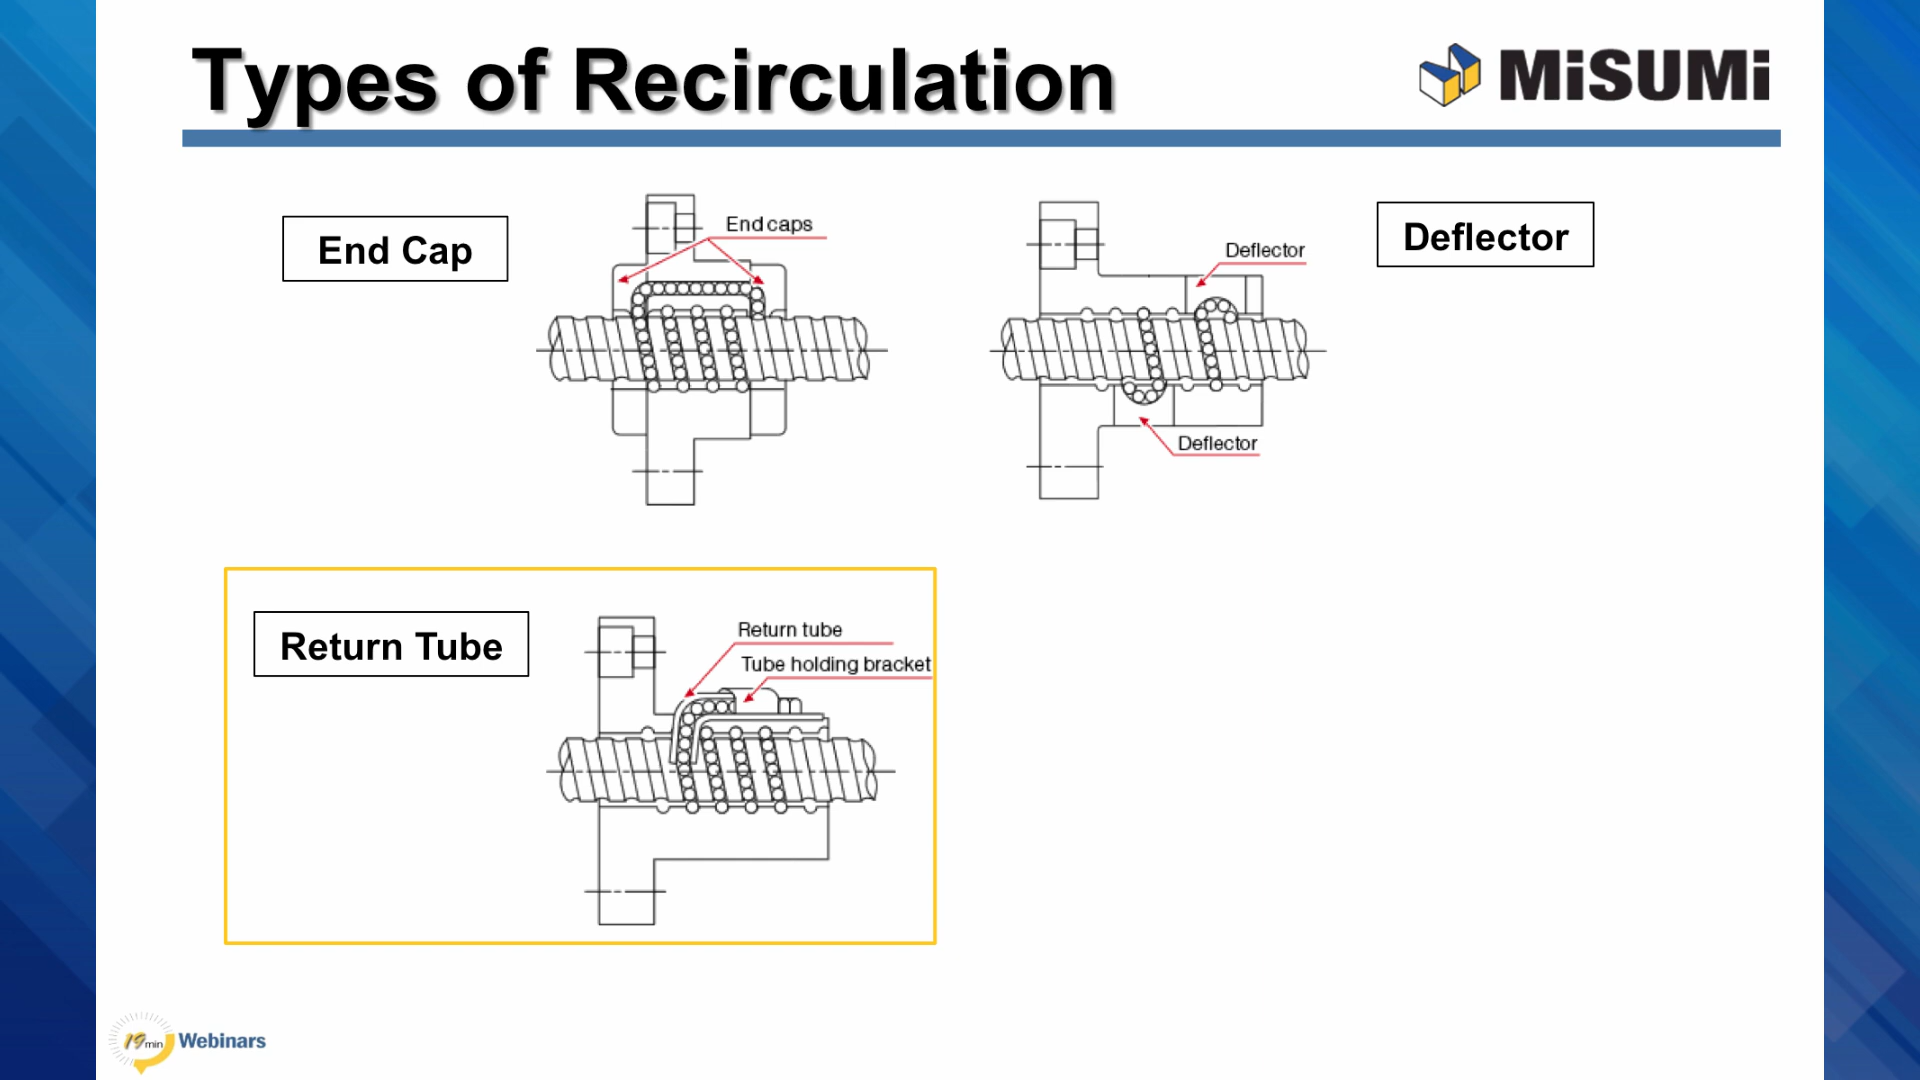 Types of Recirculation
MiSUMi
End Cap
End caps
Deflector
Deflector
Deflector
Return Tube
Return tube
Tube holding bracket
19min Webinars